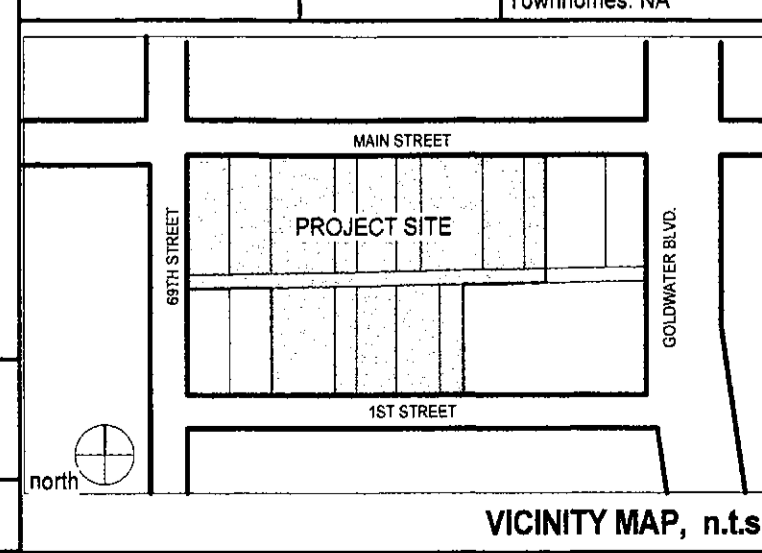 Townhomes: NA
MAIN STREET
PROJECT SITE
69TH STREET
GOLDWATER BLVD.
1ST STREET
north
VICINITY MAP, n.t.s